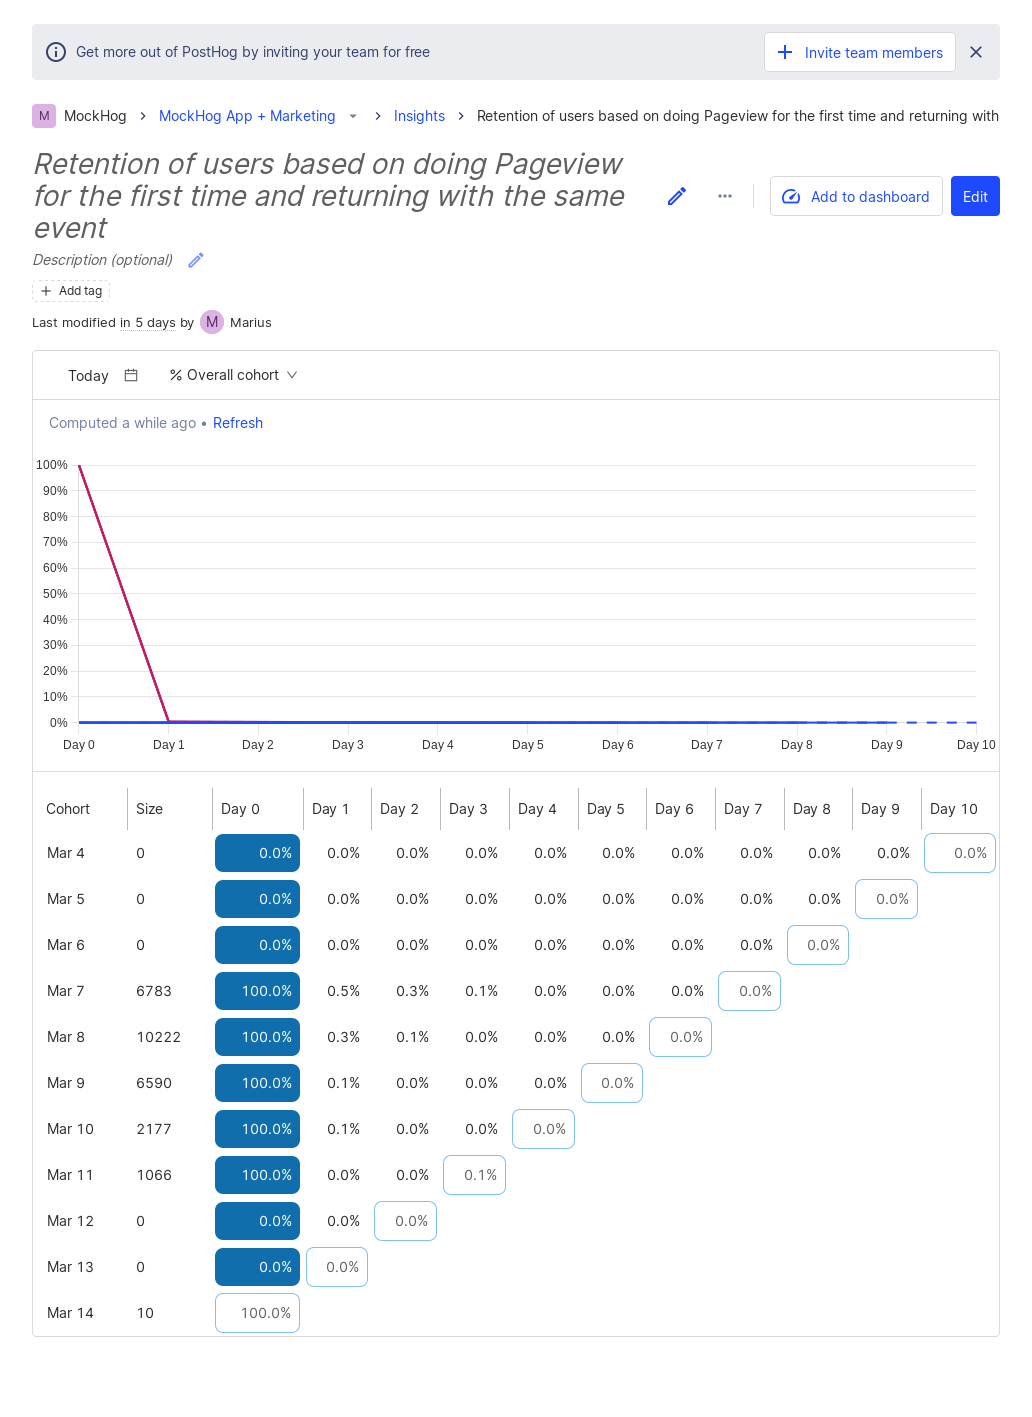 Get more out of PostHog by inviting your team for free
Invite team members
M MockHog MockHog App + Marketing Insights Retention of users based on doing Pageview for the first time and returning with
Retention of users based on doing Pageview
for the first time and returning with the same
event
Add to dashboard Edit
Description (optional)
Add tag
Last modified in 5 days by M Marius
Today % Overall cohort
Computed a while ago • Refresh
100%
90%
80%
70%
60%
50%
40%
30%
20%
10%
0%
Day 0 Day 1 Day 2 Day 3 Day 4 Day 5 Day 6 Day 7 Day 8 Day 9 Day 10
Cohort Size Day 0 Day 1 Day 2 Day 3 Day 4 Day 5 Day 6 Day 7 Day 8 Day 9 Day 10
Mar 4 0 0.0% 0.0% 0.0% 0.0% 0.0% 0.0% 0.0% 0.0% 0.0% 0.0% 0.0%
Mar 5 0 0.0% 0.0% 0.0% 0.0% 0.0% 0.0% 0.0% 0.0% 0.0% 0.0%
Mar 6 0 0.0% 0.0% 0.0% 0.0% 0.0% 0.0% 0.0% 0.0% 0.0%
Mar 7 6783 100.0% 0.5% 0.3% 0.1% 0.0% 0.0% 0.0% 0.0%
Mar 8 10222 100.0% 0.3% 0.1% 0.0% 0.0% 0.0% 0.0%
Mar 9 6590 100.0% 0.1% 0.0% 0.0% 0.0% 0.0%
Mar 10 2177 100.0% 0.1% 0.0% 0.0% 0.0%
Mar 11 1066 100.0% 0.0% 0.0% 0.1%
Mar 12 0 0.0% 0.0% 0.0%
Mar 13 0 0.0% 0.0%
Mar 14 10 100.0%